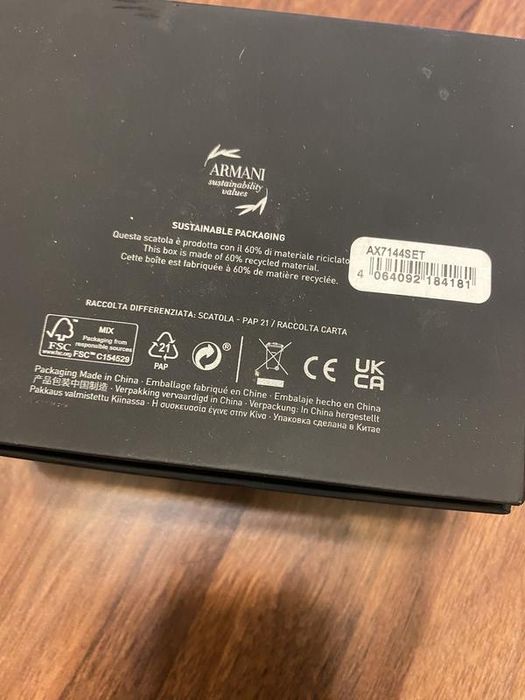 ARMANI
sustainability
values
SUSTAINABLE PACKAGING
Questa scatola è prodotta con il 60% di materiale riciclato
This box is made of 60% recycled material.
Cette boîte est fabriquée à 60% de matière recyclée.
AX7144SET
4 064092 184181
RACCOLTA DIFFERENZIATA: SCATOLA - PAP 21 / RACCOLTA CARTA
FSC
www.fsc.org
MIX
Packaging from
responsible sources
FSC™ C154529
21
PAP
®
CE
UK
CA
Packaging Made in China · Emballage fabriqué en Chine · Embalaje hecho en China
产品包装中国制造 · Verpakking vervaardigd in China · Verpackung: In China hergestellt
Pakkaus valmistettu Kiinassa · Η συσκευασία έγινε στην Κίνα · Упаковка сделана в Китае